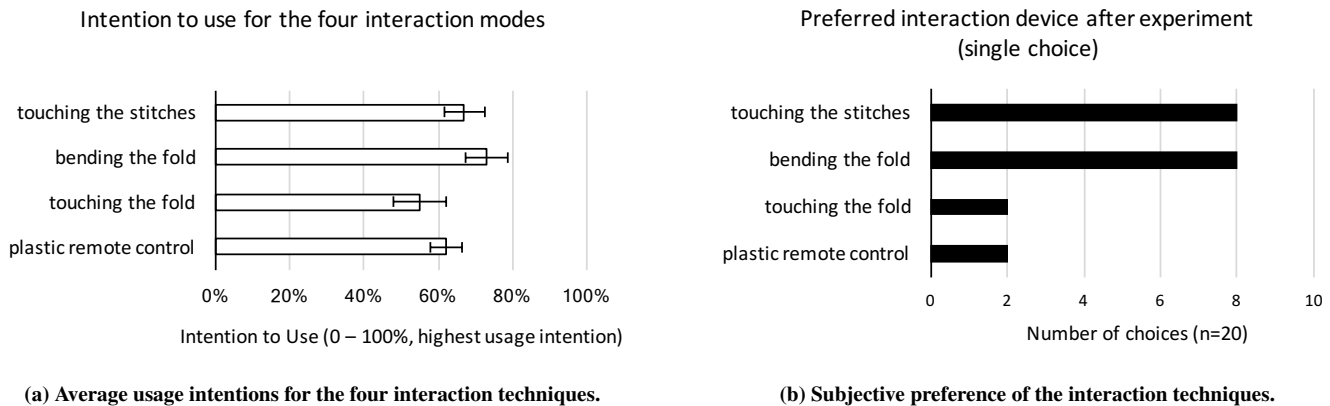 Intention to use for the four interaction modes
touching the stitches
bending the fold
touching the fold
plastic remote control
0% 20% 40% 60% 80% 100%
Intention to Use (0 – 100%, highest usage intention)
(a) Average usage intentions for the four interaction techniques.
Preferred interaction device after experiment
(single choice)
touching the stitches
bending the fold
touching the fold
plastic remote control
0 2 4 6 8 10
Number of choices (n=20)
(b) Subjective preference of the interaction techniques.